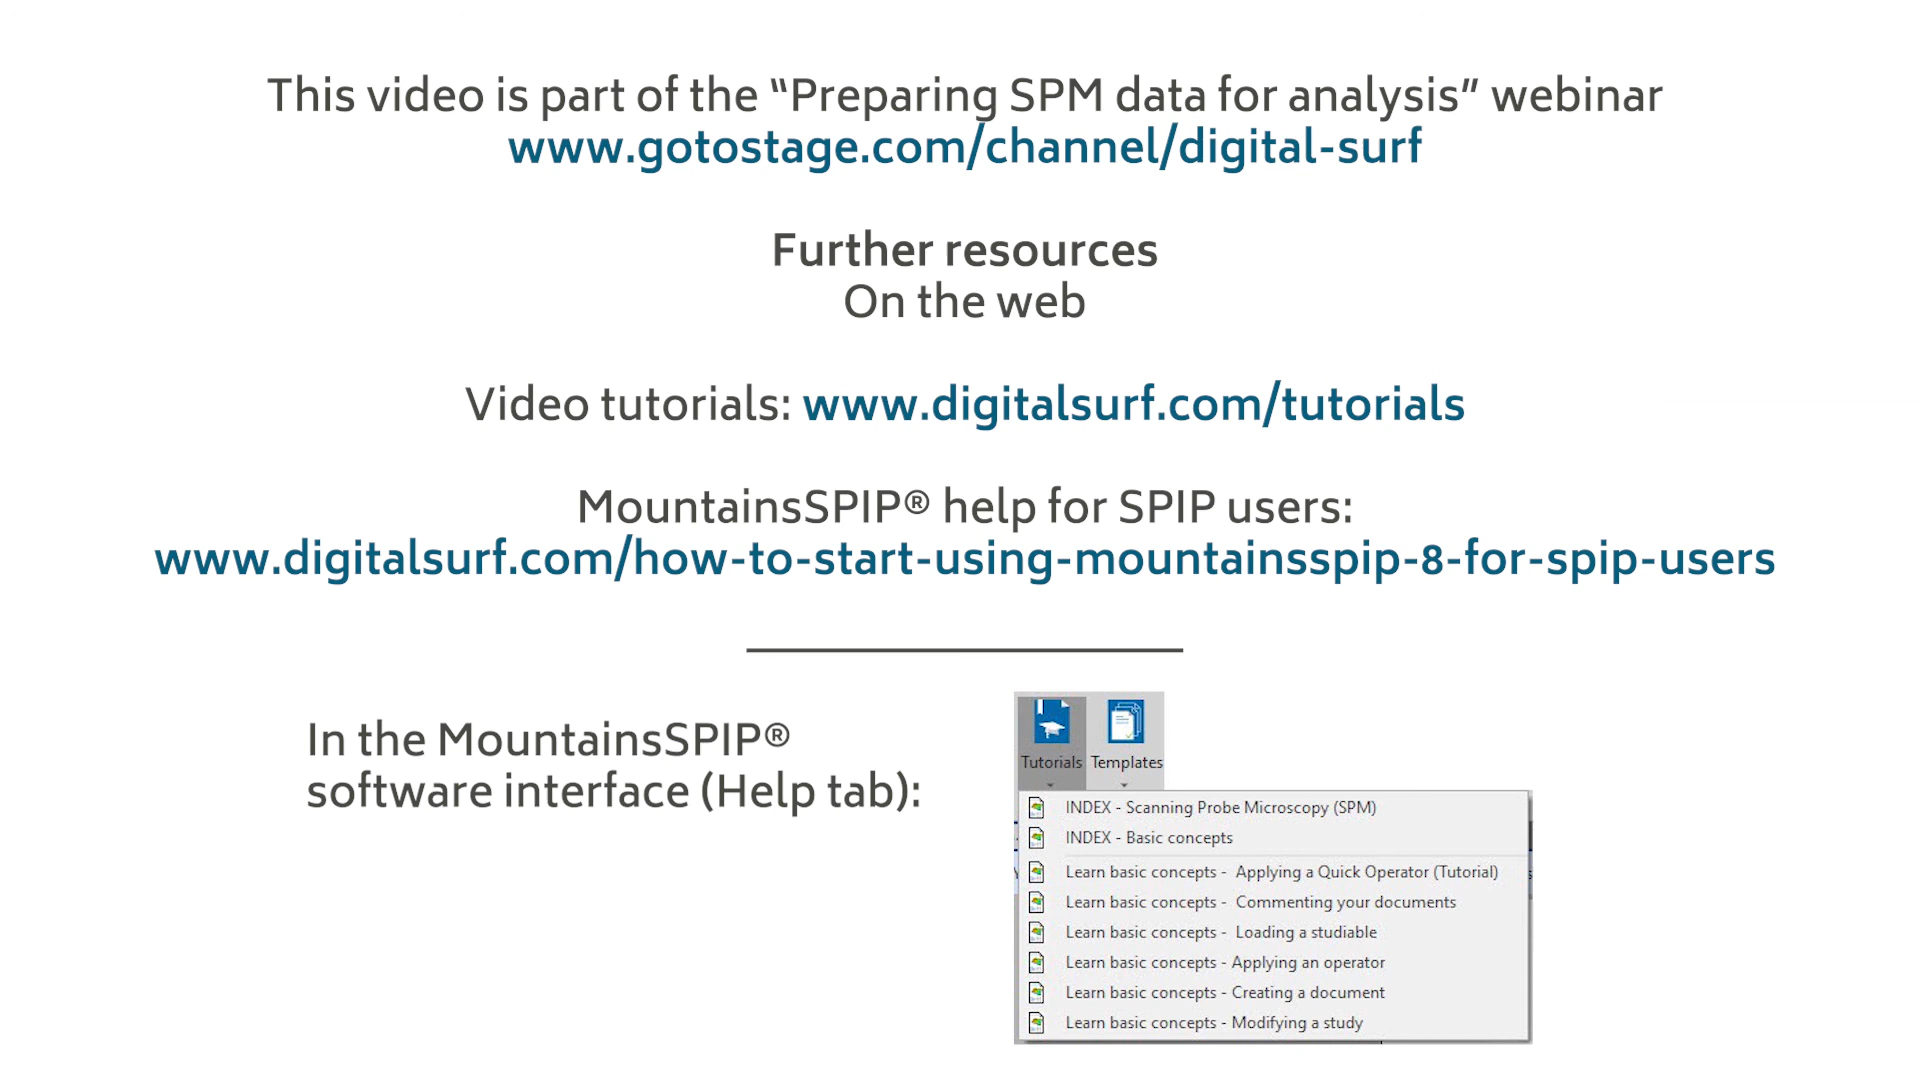 This video is part of the “Preparing SPM data for analysis” webinar
www.gotostage.com/channel/digital-surf
Further resources
On the web
Video tutorials: www.digitalsurf.com/tutorials
MountainsSPIP® help for SPIP users:
www.digitalsurf.com/how-to-start-using-mountainsspip-8-for-spip-users
In the MountainsSPIP®
software interface (Help tab):
Tutorials Templates
INDEX - Scanning Probe Microscopy (SPM)
INDEX - Basic concepts
Learn basic concepts - Applying a Quick Operator (Tutorial)
Learn basic concepts - Commenting your documents
Learn basic concepts - Loading a studiable
Learn basic concepts - Applying an operator
Learn basic concepts - Creating a document
Learn basic concepts - Modifying a study